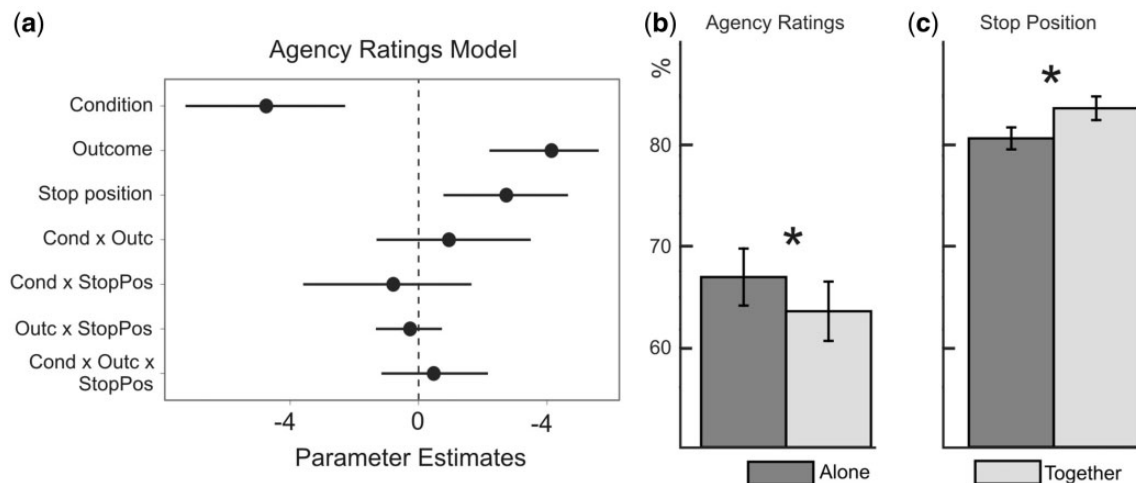 (a)
Agency Ratings Model
Condition
Outcome
Stop position
Cond x Outc
Cond x StopPos
Outc x StopPos
Cond x Outc x
StopPos
-4
0
-4
Parameter Estimates
(b)
Agency Ratings
%
80
70
60
*
(c)
Stop Position
*
Alone
Together